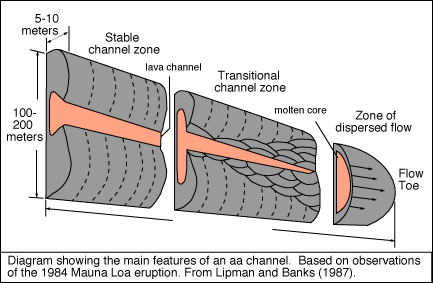 5-10
meters
Stable
channel zone
lava channel
Transitional
channel zone
molten core
Zone of
dispersed flow
100-
200
meters
Flow
Toe
Diagram showing the main features of an aa channel. Based on observations
of the 1984 Mauna Loa eruption. From Lipman and Banks (1987).